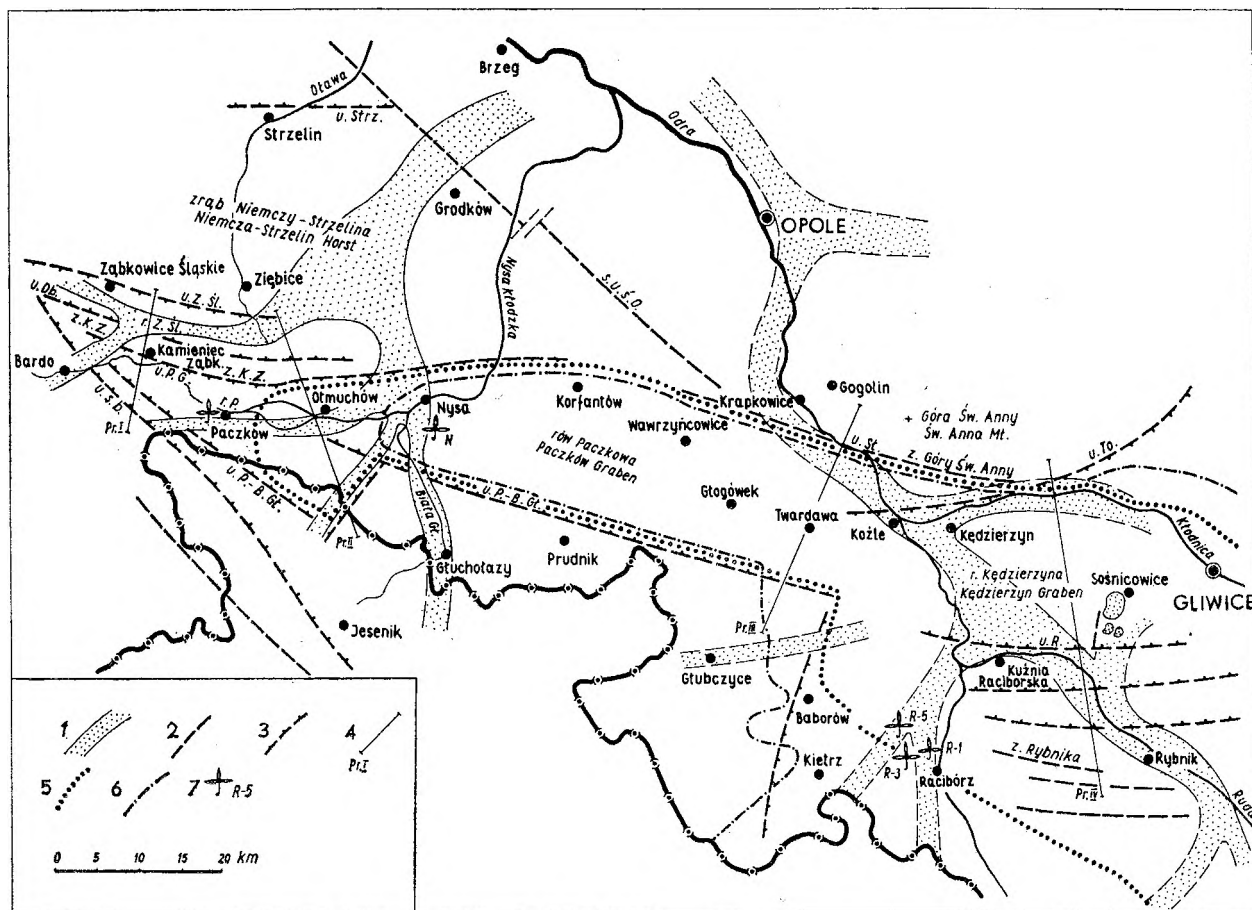 Brzeg
Oława
u. Strz.
Strzelin
Odra
zrąb Niemczy-Strzelina
Niemcza-Strzelin Horst
Grodków
OPOLE
Ząbkowice Śląskie
Ziębice
Nysa Kłodzka
u. Z. Śl.
u. Ob.
r. Z. Śl.
s.u.ś.O.
z. K. Z.
Bardo
Kamieniec
Ząbk.
z. K. Z.
u. P. G.
r. P.
Otmuchów
Nysa
Korfantów
Krapkowice
Gogolin
u. s. b.
Pr. I
Paczków
N
Wawrzyńcowice
+ Góra Św. Anny
Św. Anna Mt.
u. St.
z. Góry Św. Anny
u. To.
rów Paczkowa
Paczków Graben
u. P.-B. Gł.
u. P.-B. Gł.
Biała Gł.
Głogówek
Twardawa
Koźle
Kędzierzyn
Kłodnica
Pr. II
Głuchołazy
Prudnik
r. Kędzierzyna
Kędzierzyn Graben
Sośnicowice
GLIWICE
Jesenik
Pr. III
u. R.
Głubczyce
Kuźnia
Raciborska
Baborów
R-5
R-1
R-3
z. Rybnika
Rybnik
Kietrz
Racibórz
Pr. IV
Ruda
1
2
3
4
Pr. I
5
6
7
R-5
0 5 10 15 20 km